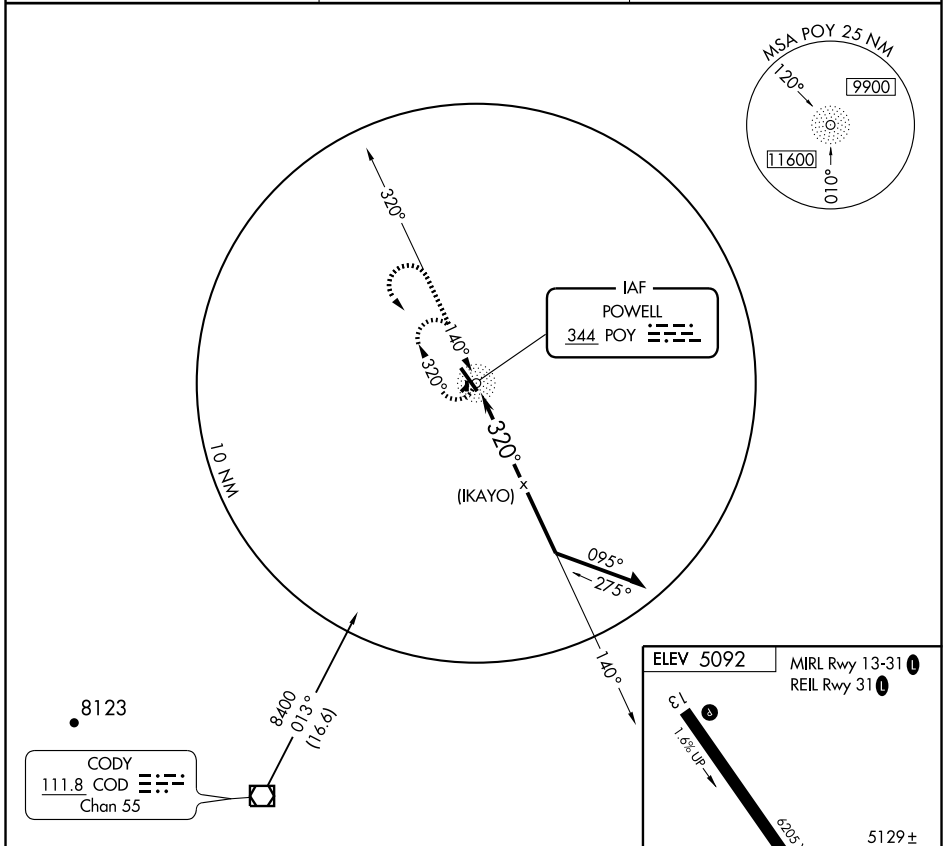 MSA POY 25 NM
120°
9900
11600
010°
320°
IAF
POWELL
344 POY
140°
320°
320°
(IKAYO)
10 NM
095°
275°
140°
8123
8400
013°
(16.6)
CODY
111.8 COD
Chan 55
ELEV 5092
MIRL Rwy 13-31 L
REIL Rwy 31 L
13
P
1.6% UP
5129±